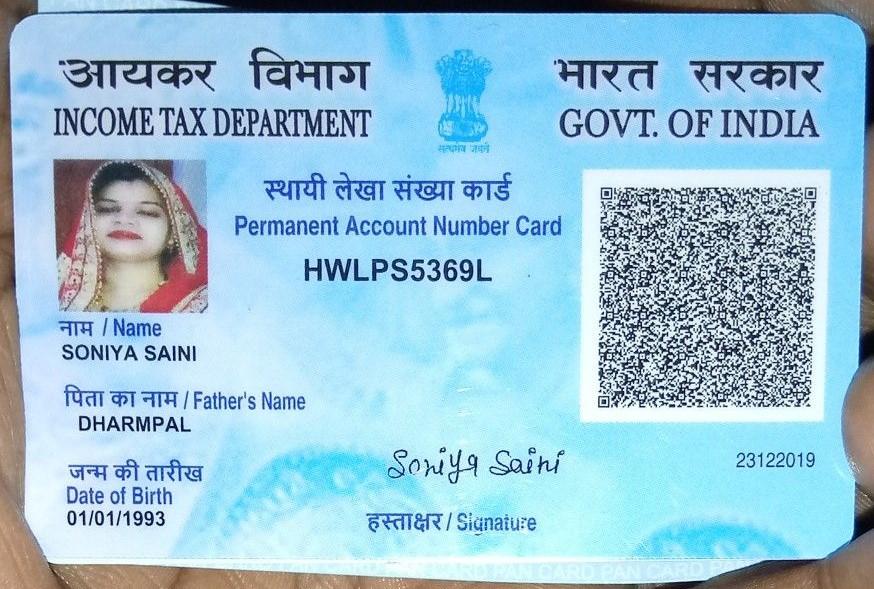 आयकर विभाग
INCOME TAX DEPARTMENT
सत्यमेव जयते
भारत सरकार
GOVT. OF INDIA
स्थायी लेखा संख्या कार्ड
Permanent Account Number Card
HWLPS5369L
नाम / Name
SONIYA SAINI
पिता का नाम / Father's Name
DHARMPAL
जन्म की तारीख
Date of Birth
01/01/1993
Soniya Saini
हस्ताक्षर / Signature
23122019
PAN CARD PAN CARD PAN CARD